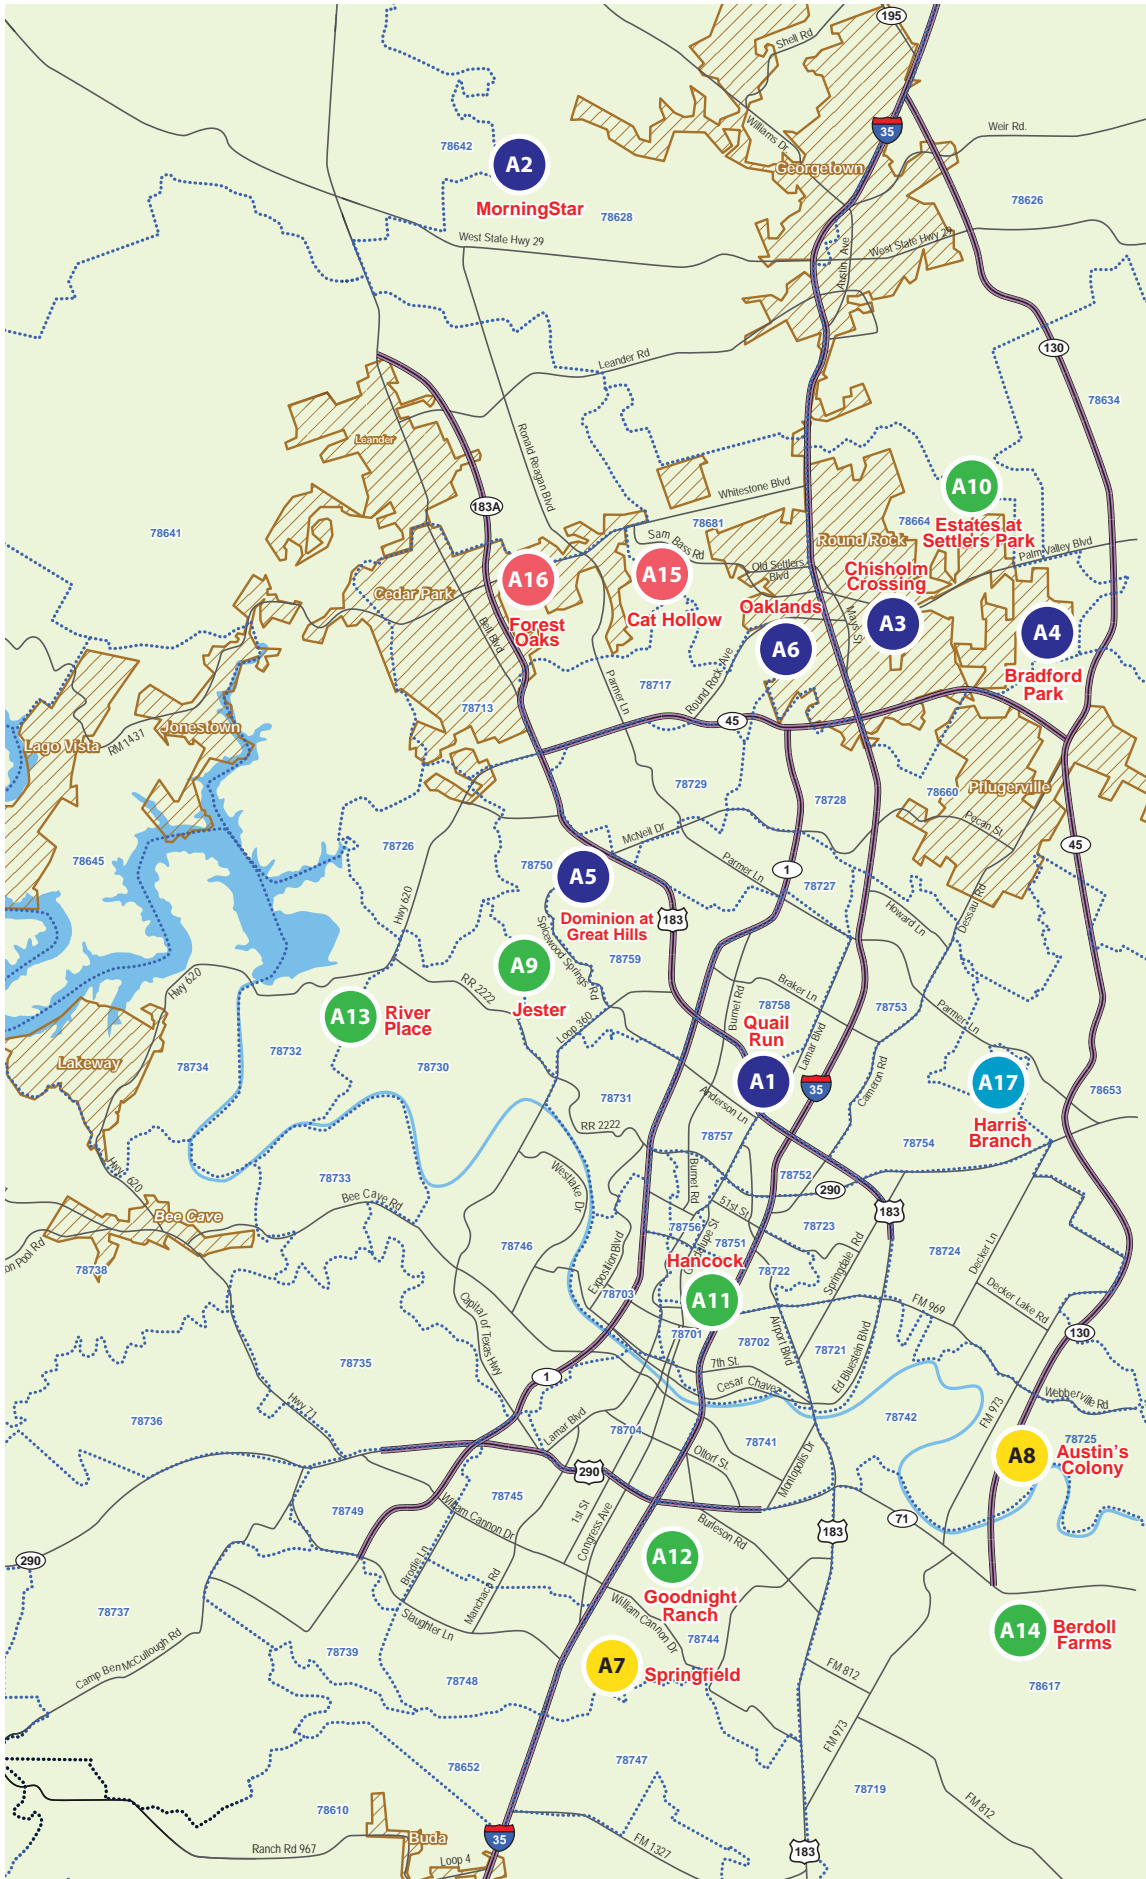 195
Shell Rd
Williams Dr.
35
Weir Rd.
78642
A2
Georgetown
MorningStar
78628
78626
West State Hwy 29
West State Hwy 29
Austin Ave
130
Leander Rd
78634
Leander
Ronald Reagan Blvd
Whitestone Blvd
A10
183A
78681
78664
Estates at
Settlers Park
78641
Sam Bass Rd
Round Rock
Palm Valley Blvd
Old Settlers
Blvd
Chisholm
Crossing
A16
A15
Cedar Park
Oaklands
Forest
Oaks
Cat Hollow
Bell Blvd
Mays St
A3
A4
A6
Bradford
Park
Round Rock Ave
78717
Parmer Ln
78713
45
Jonestown
Lago Vista
RM 1431
78729
78728
78660
Pflugerville
Pecan St
McNeil Dr
78726
78645
78750
Parmer Ln
1
45
A5
78727
Hwy 620
183
Howard Ln
Dessau Rd
Dominion at
Great Hills
Spicewood Springs Rd
78759
A9
Hwy 620
RR 2222
Braker Ln
Jester
Burnet Rd
78758
78753
Parmer Ln
A13
River
Place
Loop 360
Quail
Run
Lamar Blvd
78732
Lakeway
78734
78730
A1
35
Cameron Rd
A17
78653
78731
Anderson Ln
RR 2222
Harris
Branch
78757
78754
Hwy 620
78733
Westlake Dr
Burnet Rd
78752
290
Bee Cave Rd
51st St
183
Bee Cave
78756
78723
78746
Exposition Blvd
78751
Springdale Rd
78724
Decker Ln
Hancock
78738
78722
78703
A11
Decker Lake Rd
FM 969
Capital of Texas Hwy
78701
78702
Airport Blvd
130
78735
7th St.
78721
Ed Bluestein Blvd
1
Cesar Chavez
Webberville Rd
Hwy 71
78736
Lamar Blvd
78704
78742
FM 973
78741
78725
A8
Austin's
Colony
Oltorf St.
Montopolis Dr
290
78745
78749
William Cannon Dr
1st St
Congress Ave
Burleson Rd
71
183
290
A12
Brodie Ln
Manchaca Rd
Goodnight
Ranch
78737
Slaughter Ln
William Cannon Dr
A14
Berdoll
Farms
Camp Ben McCullough Rd
78739
78744
A7
Springfield
FM 812
78748
78617
FM 973
78652
78747
78719
78610
FM 812
Buda
35
Ranch Rd 967
FM 1327
183
Loop 4